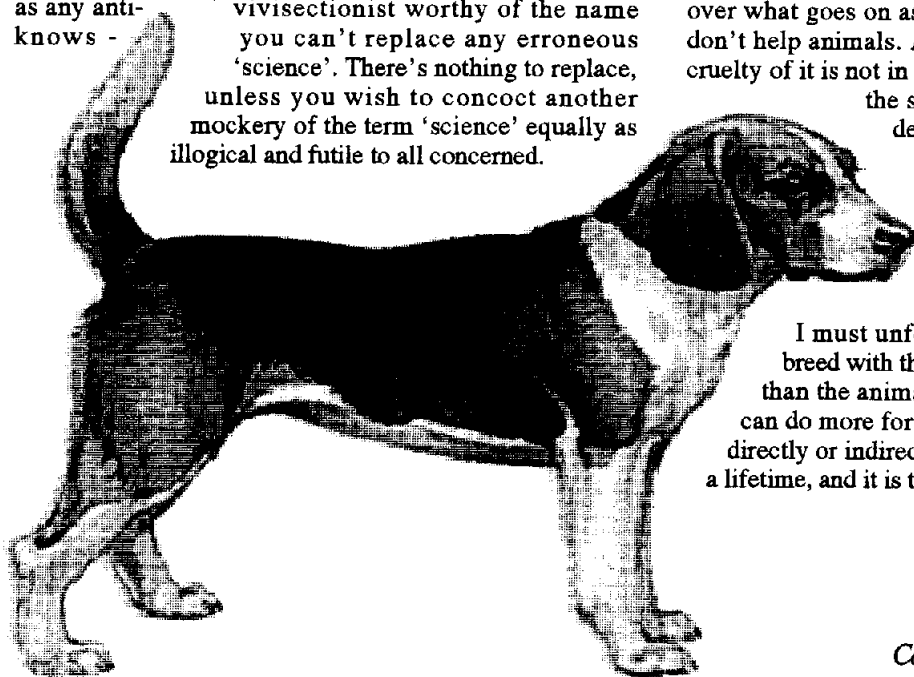 as any anti-
knows -
vivisectionist worthy of the name
you can't replace any erroneous
'science'. There's nothing to replace,
unless you wish to concoct another
mockery of the term 'science' equally as
illogical and futile to all concerned.
over what goes on as
don't help animals.
cruelty of it is not in
the s
de
I must unf
breed with th
than the anima
can do more for
directly or indirec
a lifetime, and it is t